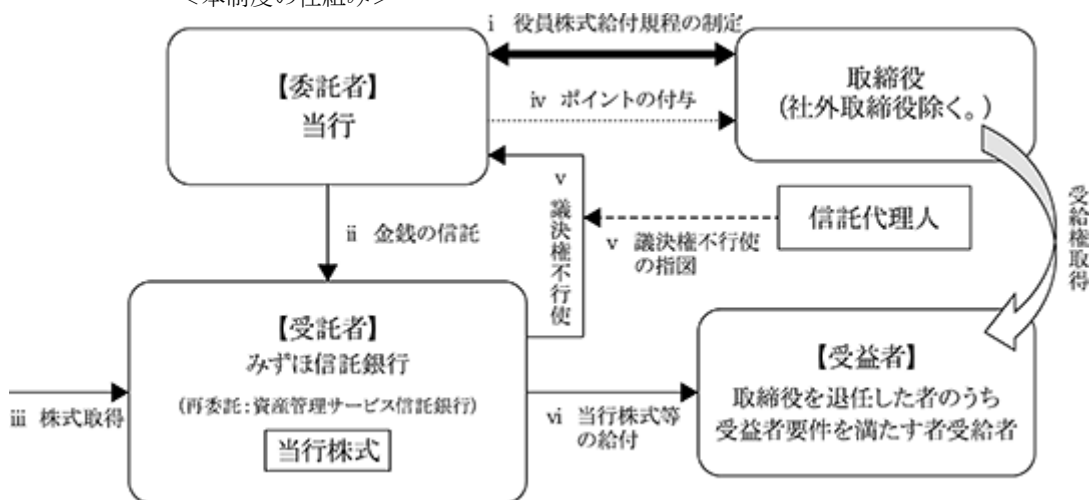 <本制度の仕組み>
i 役員株式給付規程の制定
【委託者】
当行
取締役
(社外取締役除く。)
iv ポイントの付与
ii 金銭の信託
v 議決権不行使
v 議決権不行使
の指図
信託代理人
受給権取得
【受託者】
みずほ信託銀行
(再委託:資産管理サービス信託銀行)
当行株式
iii 株式取得
vi 当行株式等
の給付
【受益者】
取締役を退任した者のうち
受益者要件を満たす者受給者